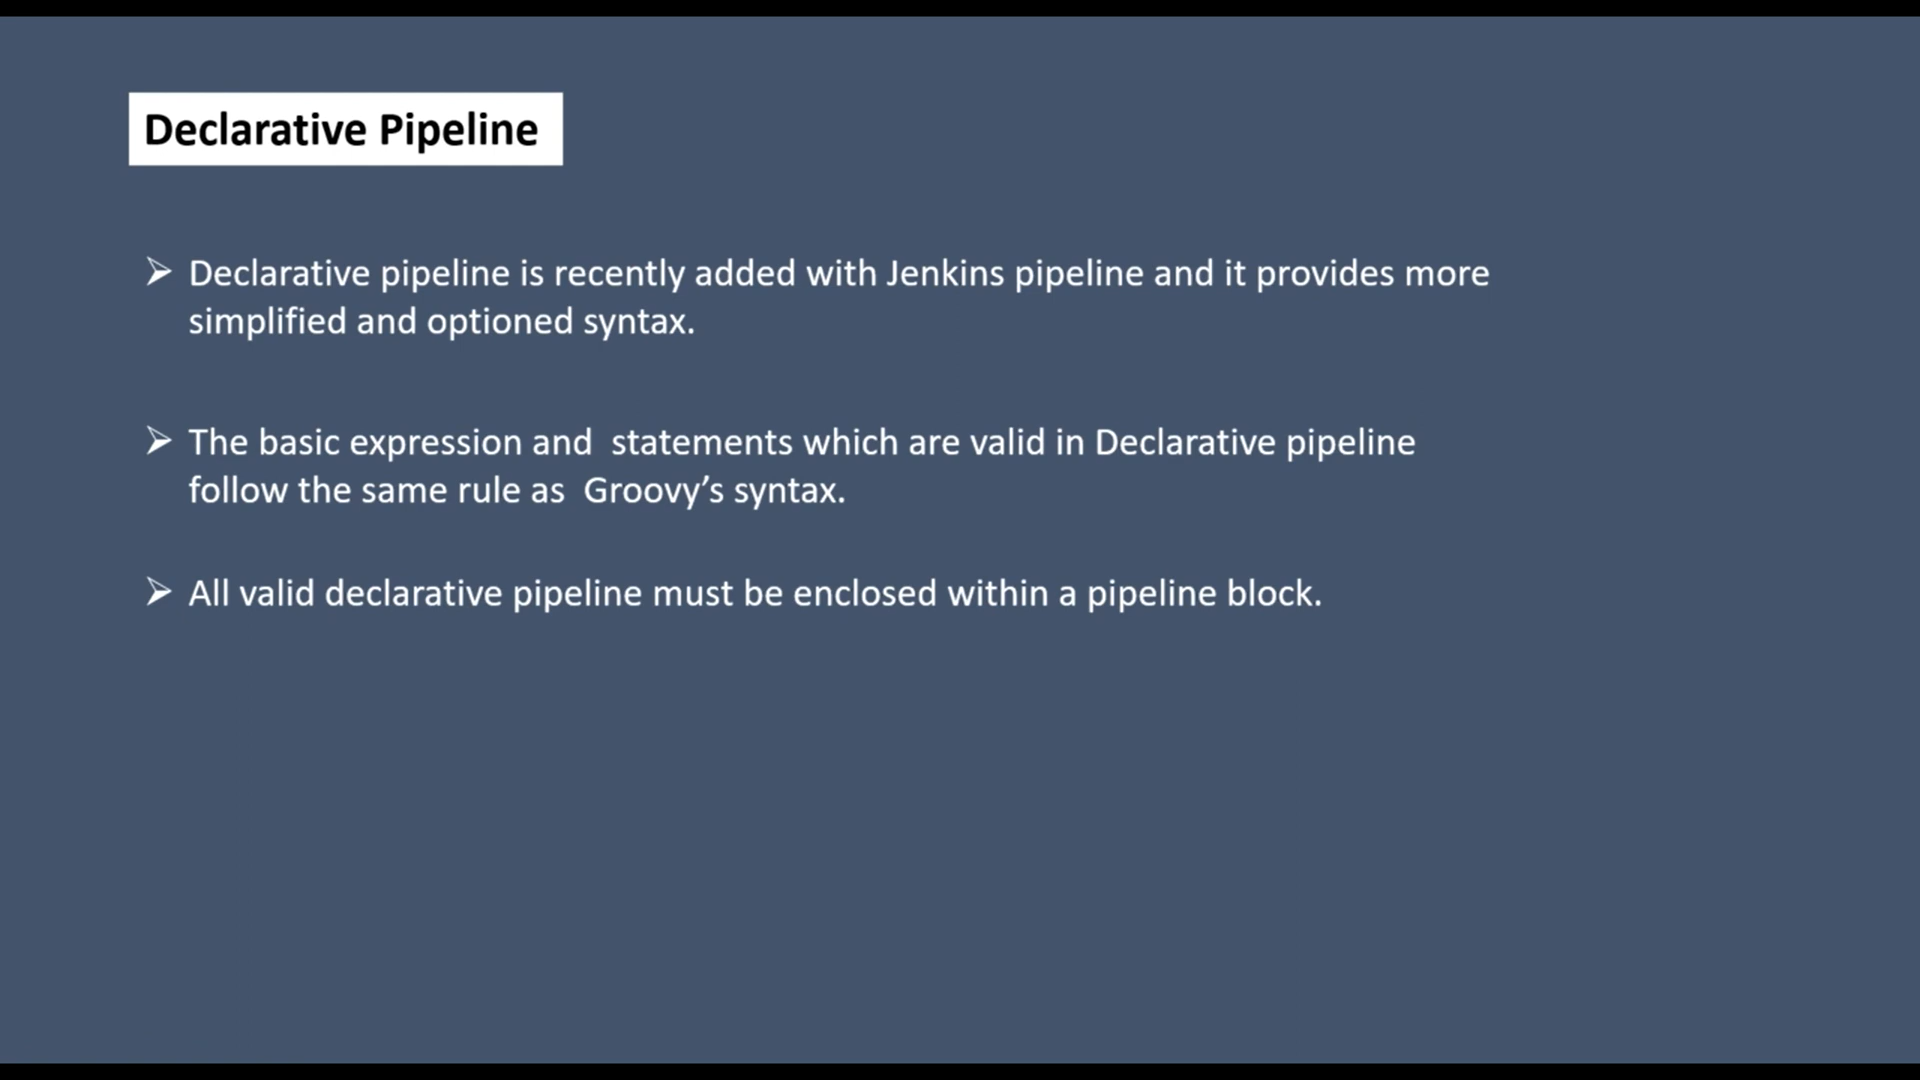 Declarative Pipeline
➢ Declarative pipeline is recently added with Jenkins pipeline and it provides more
simplified and optioned syntax.
➢ The basic expression and  statements which are valid in Declarative pipeline
follow the same rule as  Groovy’s syntax.
➢ All valid declarative pipeline must be enclosed within a pipeline block.